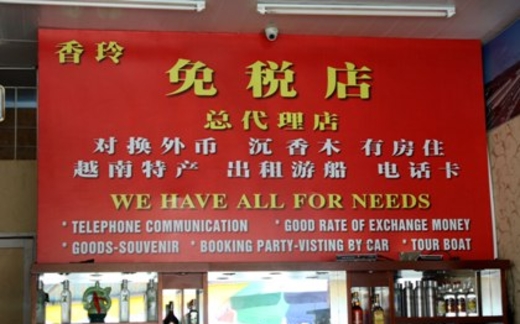 香玲
免税店
总代理店
对换外币 沉香木 有房住
越南特产 出租游船 电话卡
WE HAVE ALL FOR NEEDS
* TELEPHONE COMMUNICATION * GOOD RATE OF EXCHANGE MONEY
* GOODS-SOUVENIR * BOOKING PARTY-VISTING BY CAR * TOUR BOAT